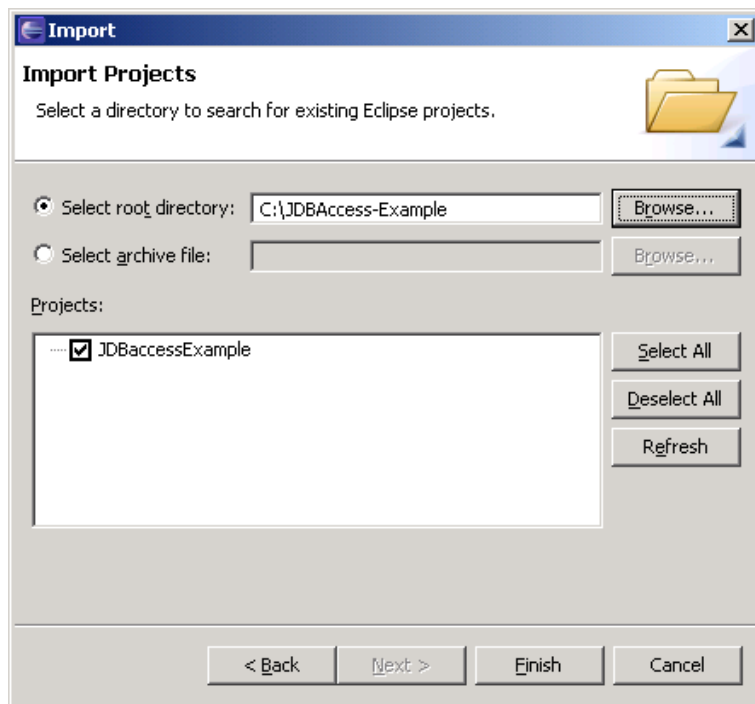 Import
Import Projects
Select a directory to search for existing Eclipse projects.
Select root directory: C:\JDBAccess-Example Browse...
Select archive file: Browse...
Projects:
JDBaccessExample
Select All
Deselect All
Refresh
< Back Next > Finish Cancel